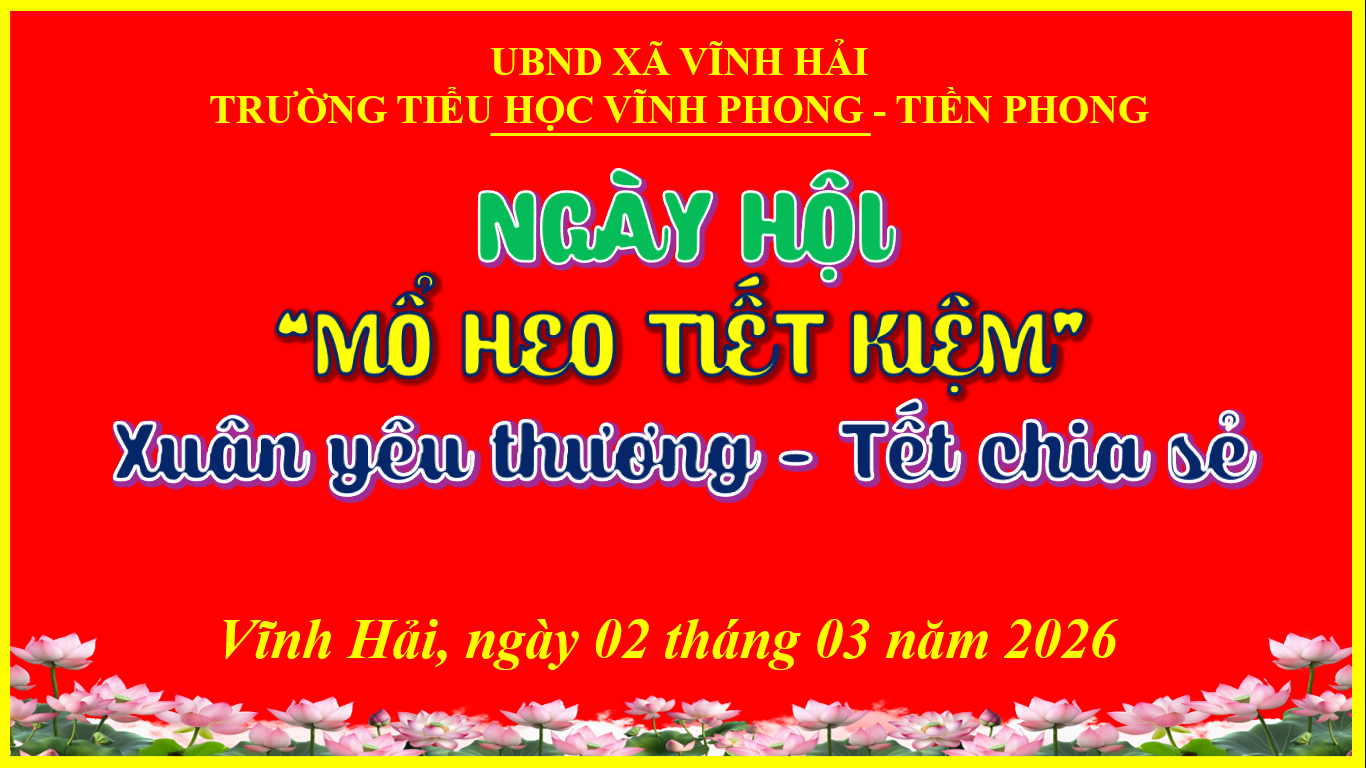 UBND XÃ VĨNH HẢI
TRƯỜNG TIỂU HỌC VĨNH PHONG - TIỀN PHONG
NGÀY HỘI
“MỔ HEO TIẾT KIỆM”
Xuân yêu thương - Tết chia sẻ
Vĩnh Hải, ngày 02 tháng 03 năm 2026